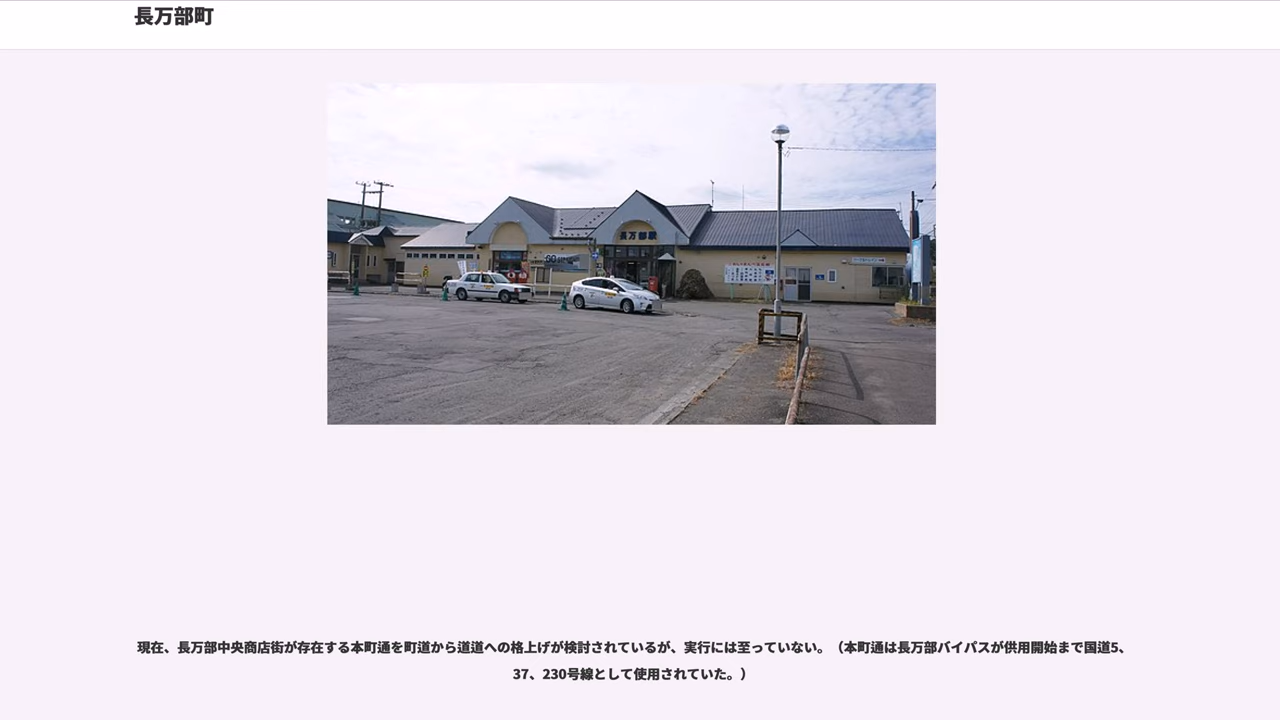 長万部町
長万部駅
現在、長万部中央商店街が存在する本町通を町道から道道への格上げが検討されているが、実行には至っていない。（本町通は長万部バイパスが供用開始まで国道5、
37、230号線として使用されていた。）